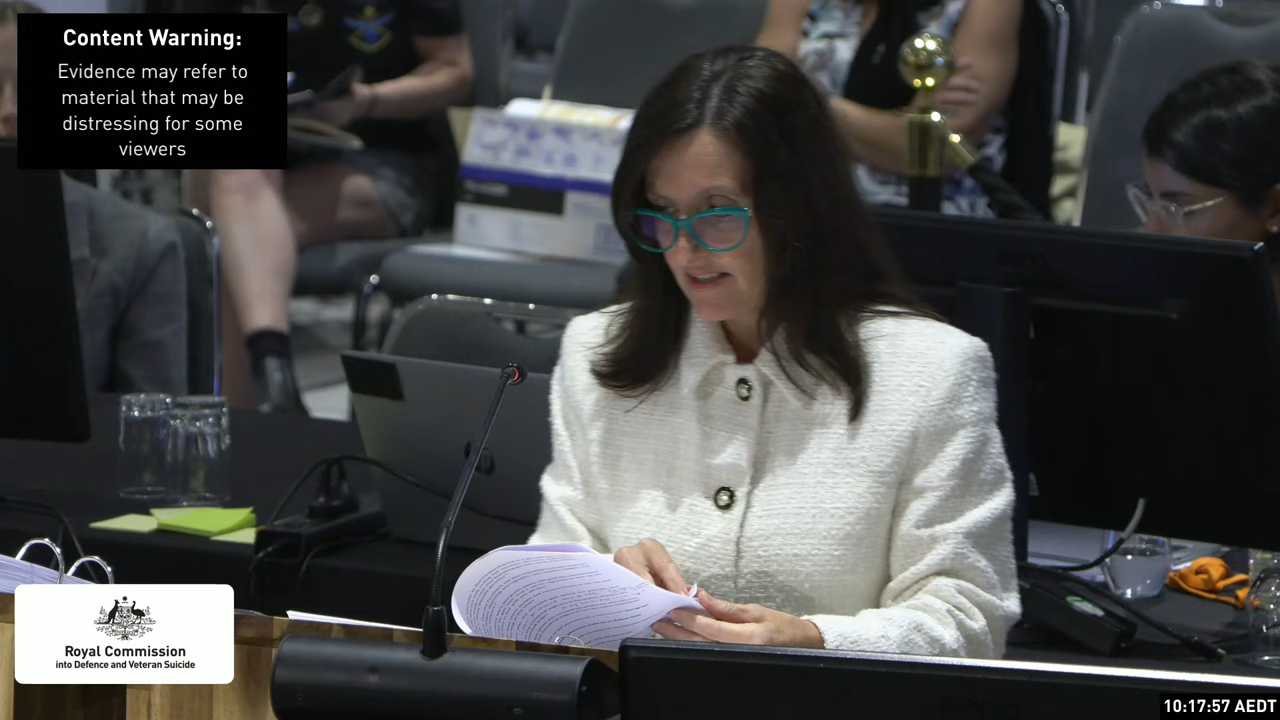 Content Warning:
Evidence may refer to
material that may be
distressing for some
viewers
Royal Commission
into Defence and Veteran Suicide
10:17:57 AEDT